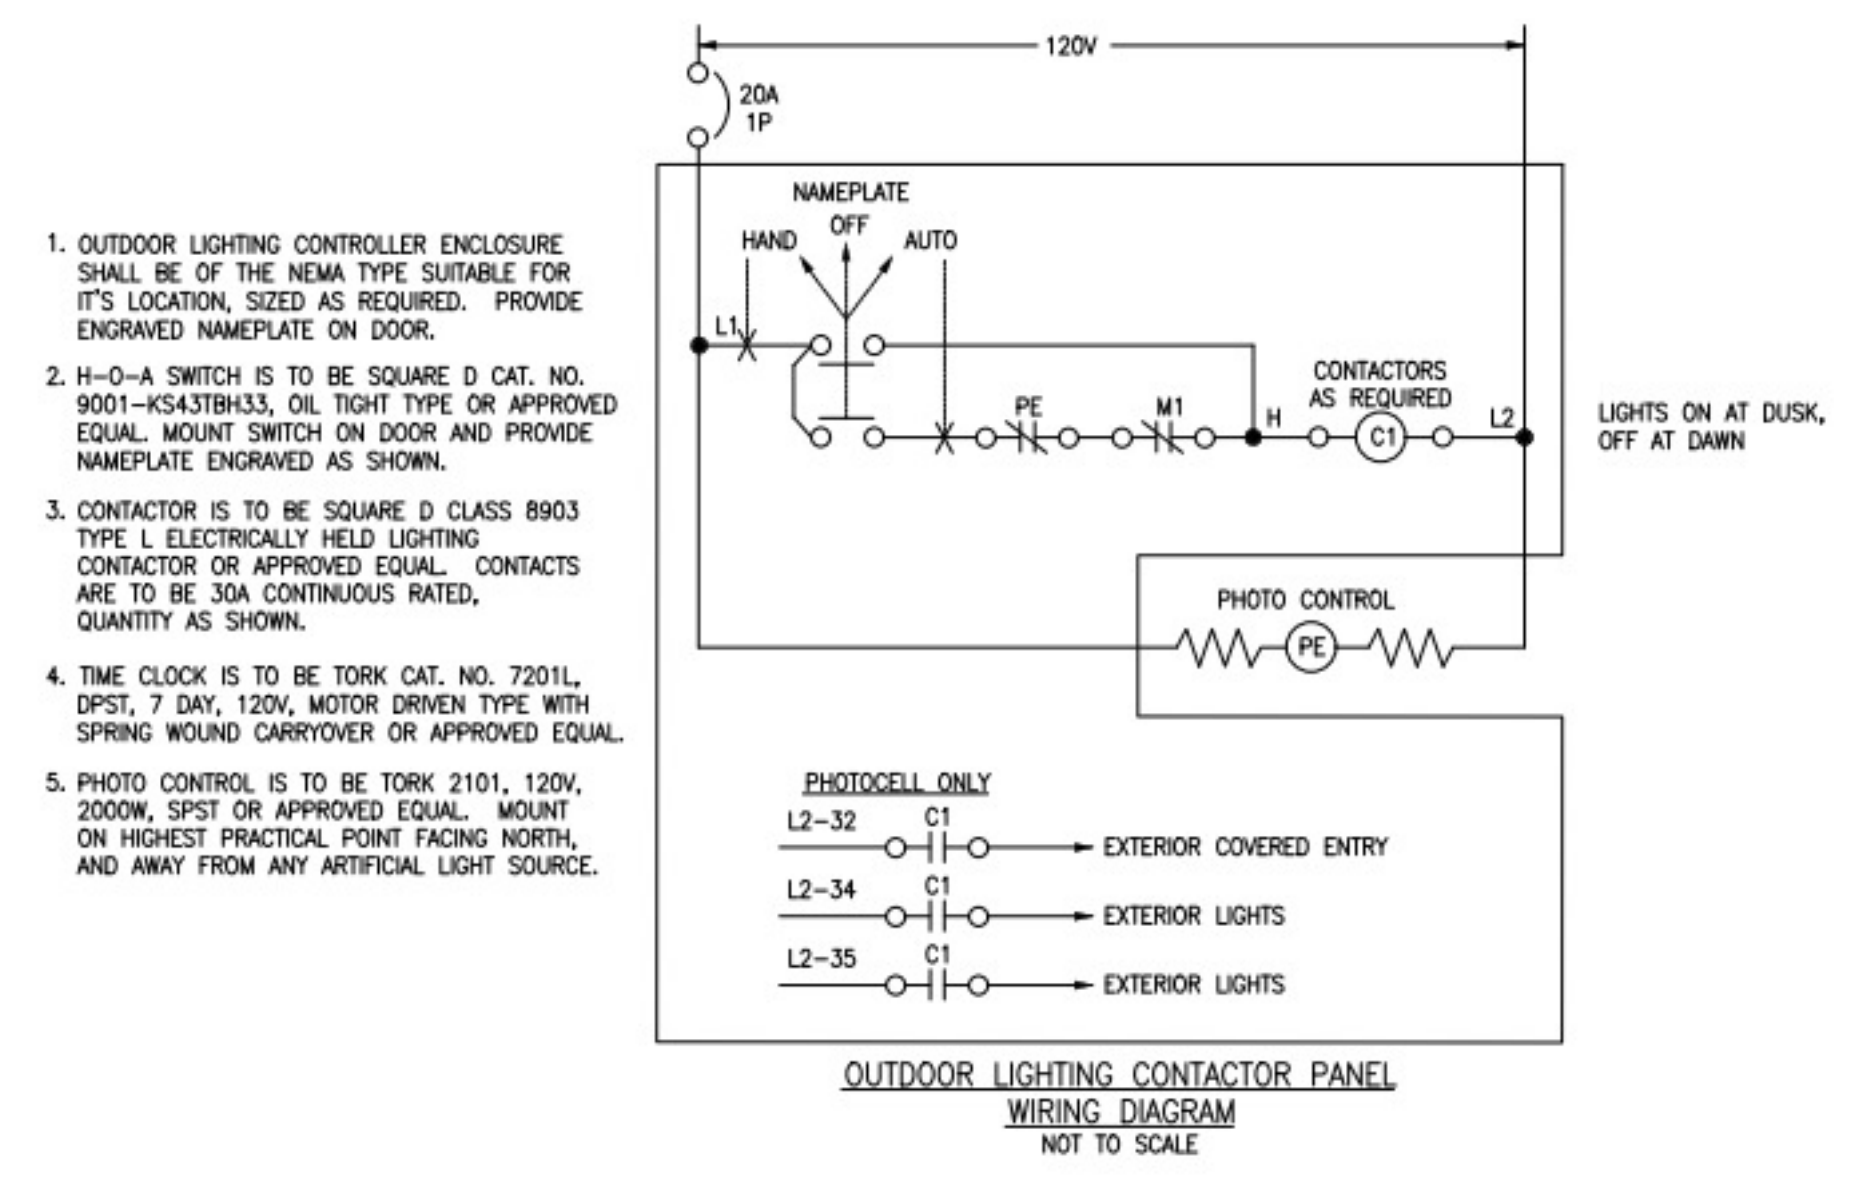 120V
20A
1P
NAMEPLATE
OFF
HAND
AUTO
L1
PE
M1
H
CONTACTORS
AS REQUIRED
C1
L2
LIGHTS ON AT DUSK,
OFF AT DAWN
PHOTO CONTROL
PE
1. OUTDOOR LIGHTING CONTROLLER ENCLOSURE
SHALL BE OF THE NEMA TYPE SUITABLE FOR
IT'S LOCATION, SIZED AS REQUIRED. PROVIDE
ENGRAVED NAMEPLATE ON DOOR.
2. H-O-A SWITCH IS TO BE SQUARE D CAT. NO.
9001-KS43TBH33, OIL TIGHT TYPE OR APPROVED
EQUAL. MOUNT SWITCH ON DOOR AND PROVIDE
NAMEPLATE ENGRAVED AS SHOWN.
3. CONTACTOR IS TO BE SQUARE D CLASS 8903
TYPE L ELECTRICALLY HELD LIGHTING
CONTACTOR OR APPROVED EQUAL. CONTACTS
ARE TO BE 30A CONTINUOUS RATED,
QUANTITY AS SHOWN.
4. TIME CLOCK IS TO BE TORK CAT. NO. 7201L,
DPST, 7 DAY, 120V, MOTOR DRIVEN TYPE WITH
SPRING WOUND CARRYOVER OR APPROVED EQUAL.
5. PHOTO CONTROL IS TO BE TORK 2101, 120V,
2000W, SPST OR APPROVED EQUAL. MOUNT
ON HIGHEST PRACTICAL POINT FACING NORTH,
AND AWAY FROM ANY ARTIFICIAL LIGHT SOURCE.
PHOTOCELL ONLY
L2-32 C1
EXTERIOR COVERED ENTRY
L2-34 C1
EXTERIOR LIGHTS
L2-35 C1
EXTERIOR LIGHTS
OUTDOOR LIGHTING CONTACTOR PANEL
WIRING DIAGRAM
NOT TO SCALE